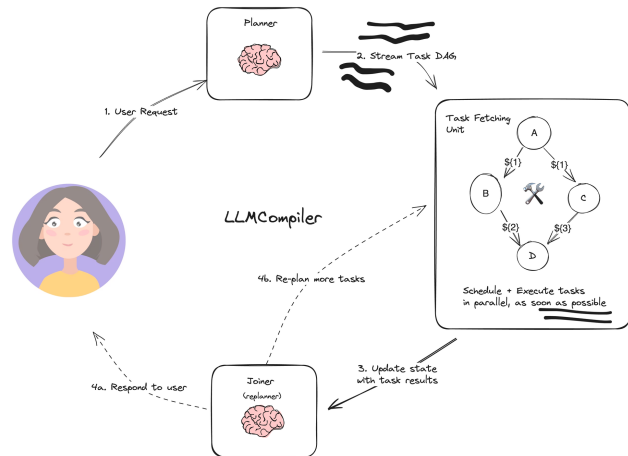 Planner
2. Stream Task DAG
1. User Request
Task Fetching
Unit
A
${1}
${1}
B
C
${2}
${3}
D
LLMCompiler
4b. Re-plan more tasks
Schedule + Execute tasks
in parallel, as soon as possible
3. Update state
with task results
Joiner
(replanner)
4a. Respond to user